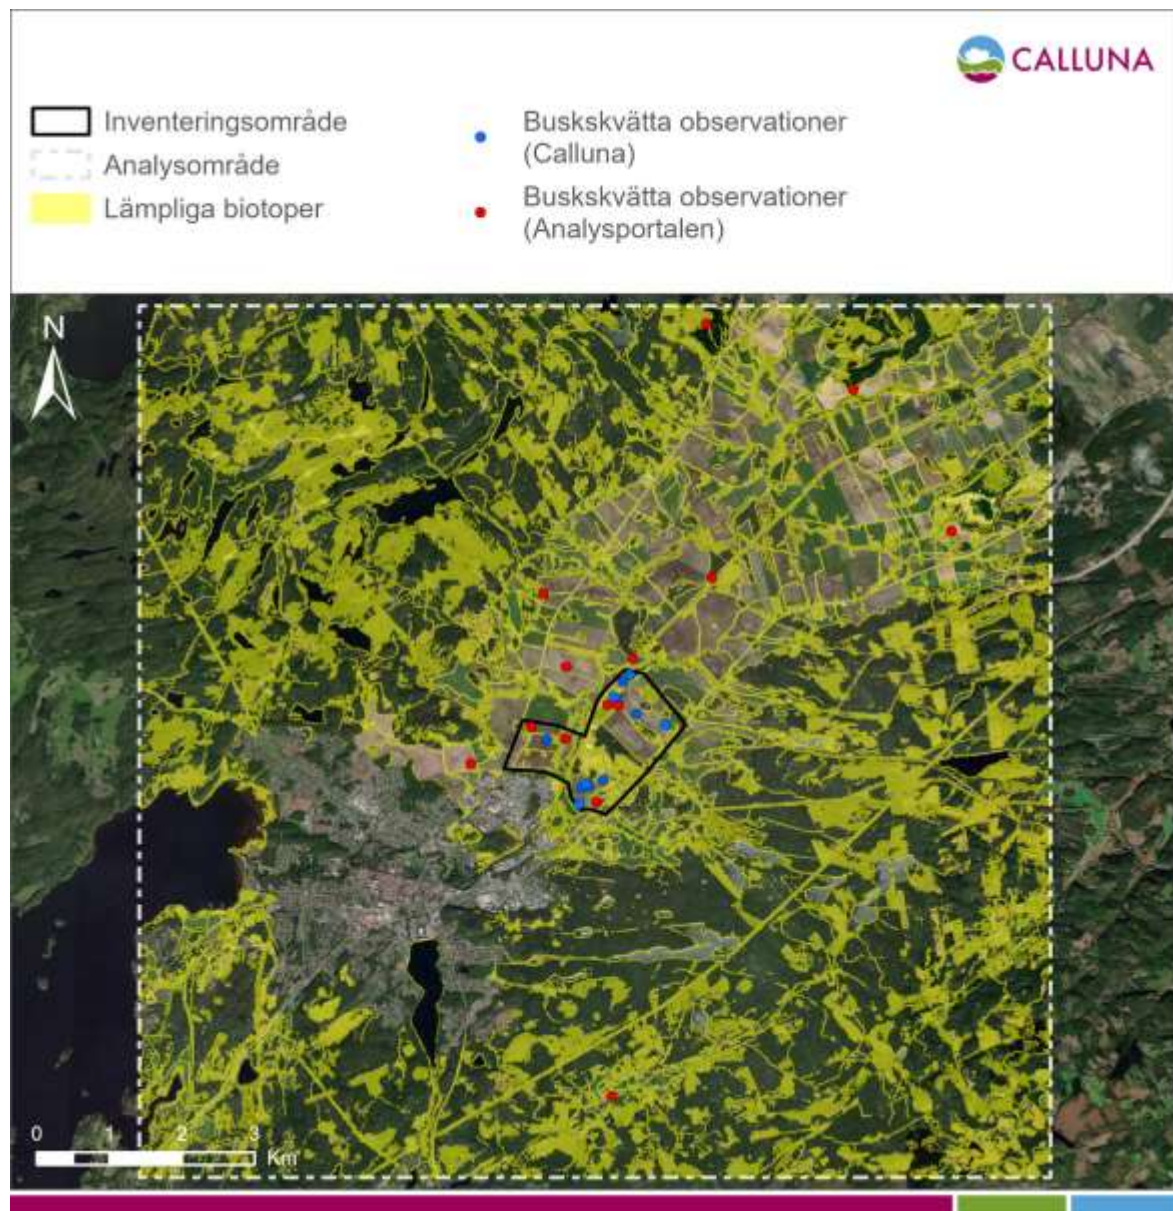 CALLUNA
Inventeringsområde
Analysområde
Lämpliga biotoper
Buskskvätta observationer
(Calluna)
Buskskvätta observationer
(Analysportalen)
N
0 1 2 3
Km